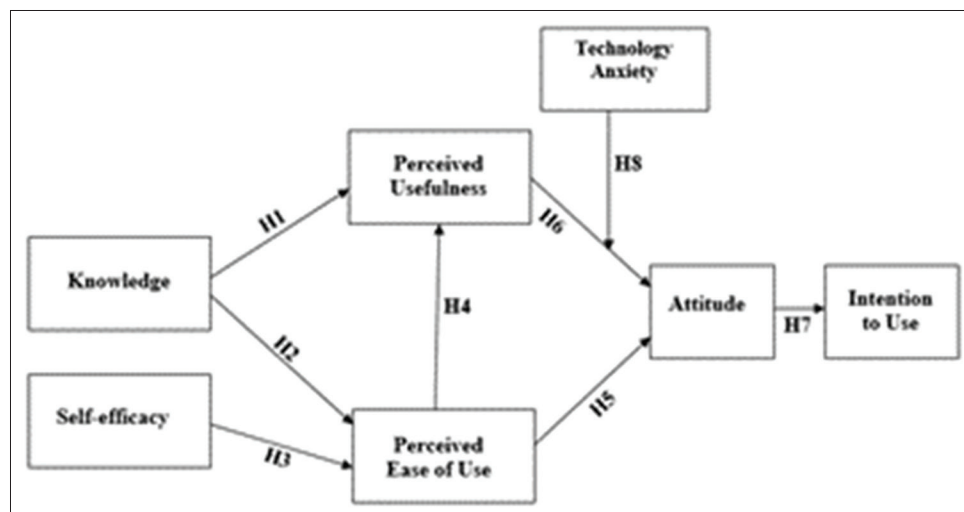 Technology
Anxiety
H8
Perceived
Usefulness
H1
H6
Knowledge
H4
Attitude
Intention
to Use
H7
H2
Self-efficacy
H3
H5
Perceived
Ease of Use